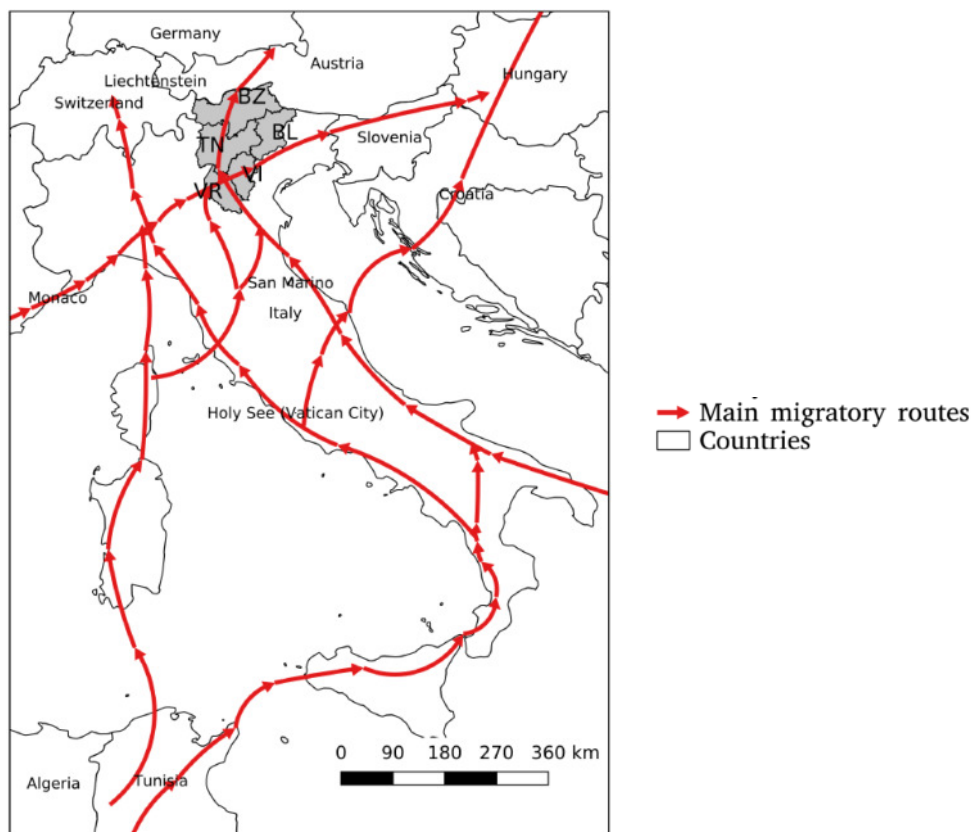 Germany
Austria
Liechtenstein
Hungary
Switzerland
BZ
BL
TN
Slovenia
VI
VR
Croatia
Monaco
San Marino
Italy
Holy See (Vatican City)
Main migratory routes
Countries
0 90 180 270 360 km
Algeria
Tunisia